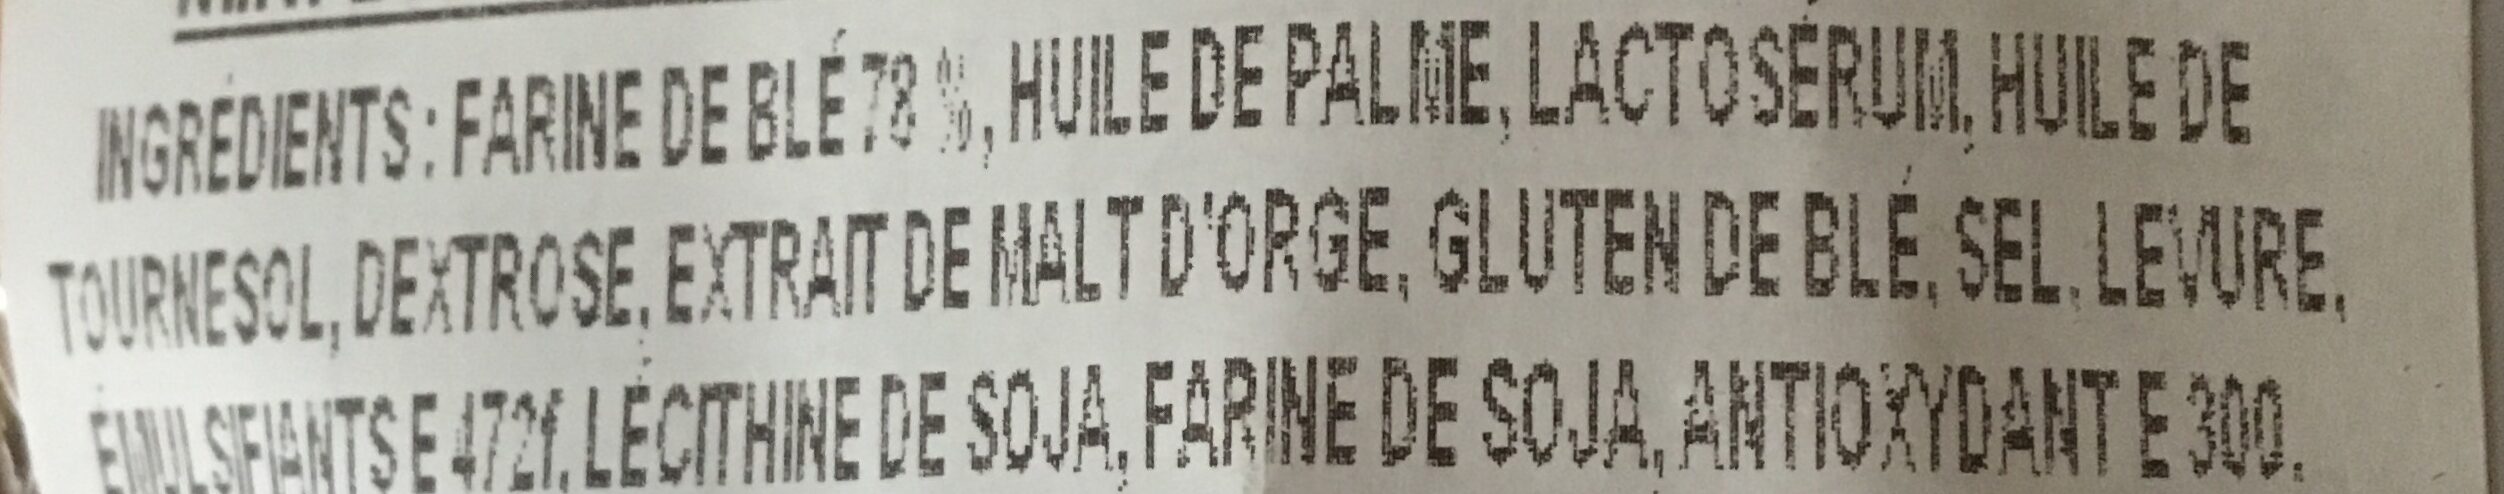 INGRÉDIENTS : FARINE DE BLÉ 78 %, HUILE DE PALME, LACTOSÉRUM, HUILE DE
TOURNESOL, DEXTROSE, EXTRAIT DE MALT D'ORGE, GLUTEN DE BLÉ, SEL, LEVURE,
ÉMULSIFIANTS E 472f, LÉCITHINE DE SOJA, FARINE DE SOJA, ANTIOXYDANT E 300.